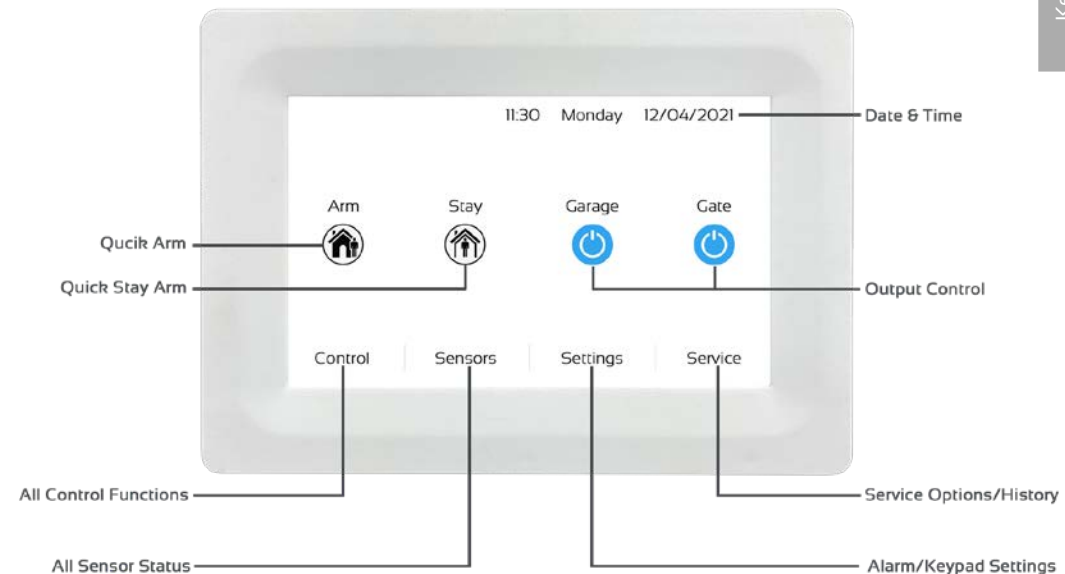 11:30 Monday 12/04/2021
Date & Time
Arm Stay Garage Gate
Qucik Arm
Quick Stay Arm
Output Control
Control Sensors Settings Service
All Control Functions
Service Options/History
All Sensor Status
Alarm/Keypad Settings